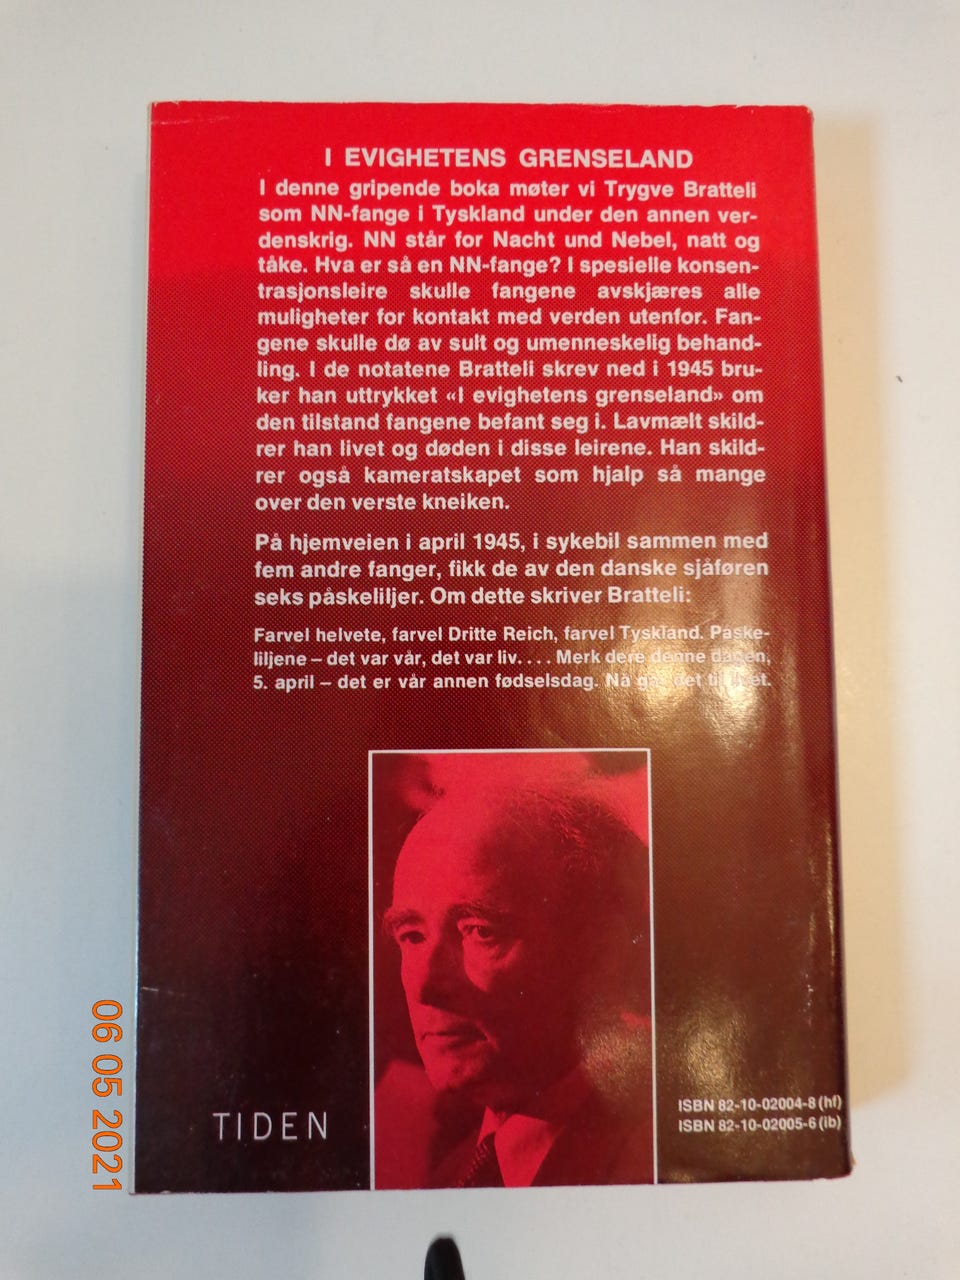 I EVIGHETENS GRENSELAND
I denne gripende boka møter vi Trygve Bratteli
som NN-fange i Tyskland under den annen ver-
denskrig. NN står for Nacht und Nebel, natt og
tåke. Hva er så en NN-fange? I spesielle konsen-
trasjonsleire skulle fangene avskjæres alle
muligheter for kontakt med verden utenfor. Fan-
gene skulle dø av sult og umenneskelig behand-
ling. I de notatene Bratteli skrev ned i 1945 bru-
ker han uttrykket «I evighetens grenseland» om
den tilstand fangene befant seg i. Lavmælt skild-
rer han livet og døden i disse leirene. Han skild-
rer også kameratskapet som hjalp så mange
over den verste kneiken.
På hjemveien i april 1945, i sykebil sammen med
fem andre fanger, fikk de av den danske sjåføren
seks påskeliljer. Om dette skriver Bratteli:
Farvel helvete, farvel Dritte Reich, farvel Tyskland. Påske-
liljene – det var vår, det var liv.... Merk dere denne dagen,
5. april – det er vår annen fødselsdag. Nå går det til livet.
TIDEN
ISBN 82-10-02004-8 (hf)
ISBN 82-10-02005-6 (ib)
06 05 2021